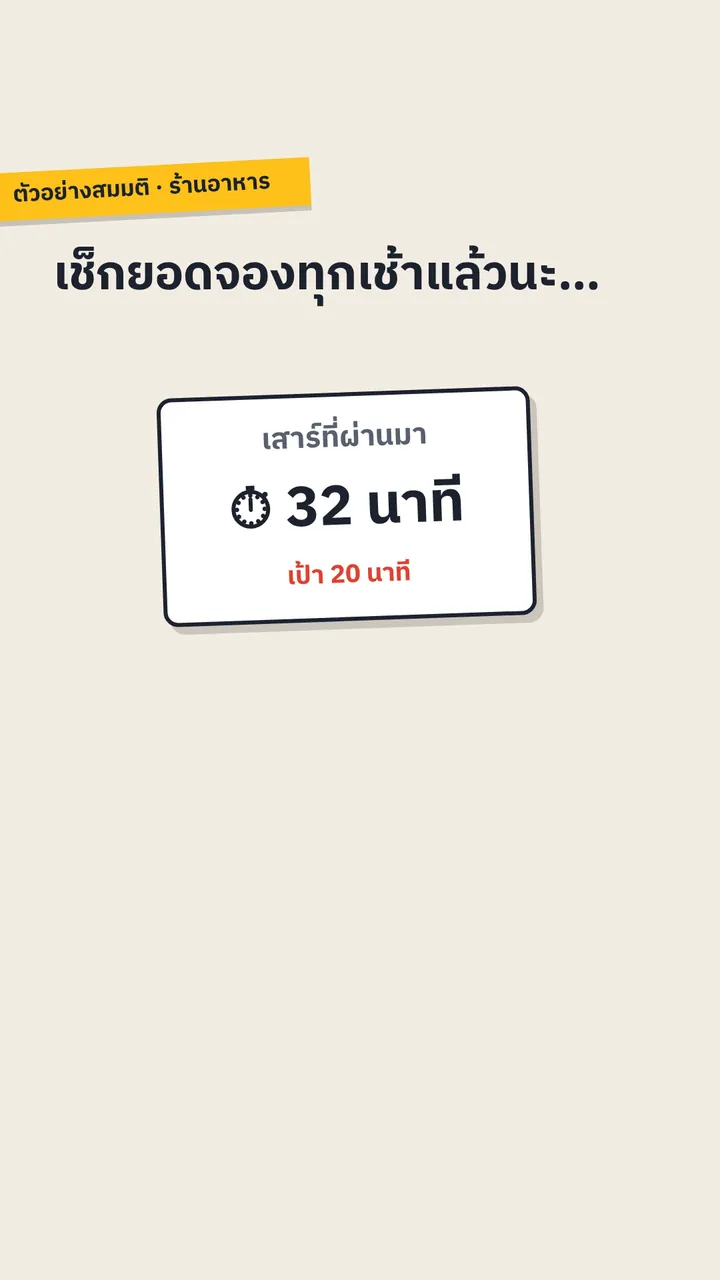 ตัวอย่างสมมติ · ร้านอาหาร
เช็กยอดจองทุกเช้าแล้วนะ...
เสาร์ที่ผ่านมา
⏱ 32 นาที
เป้า 20 นาที